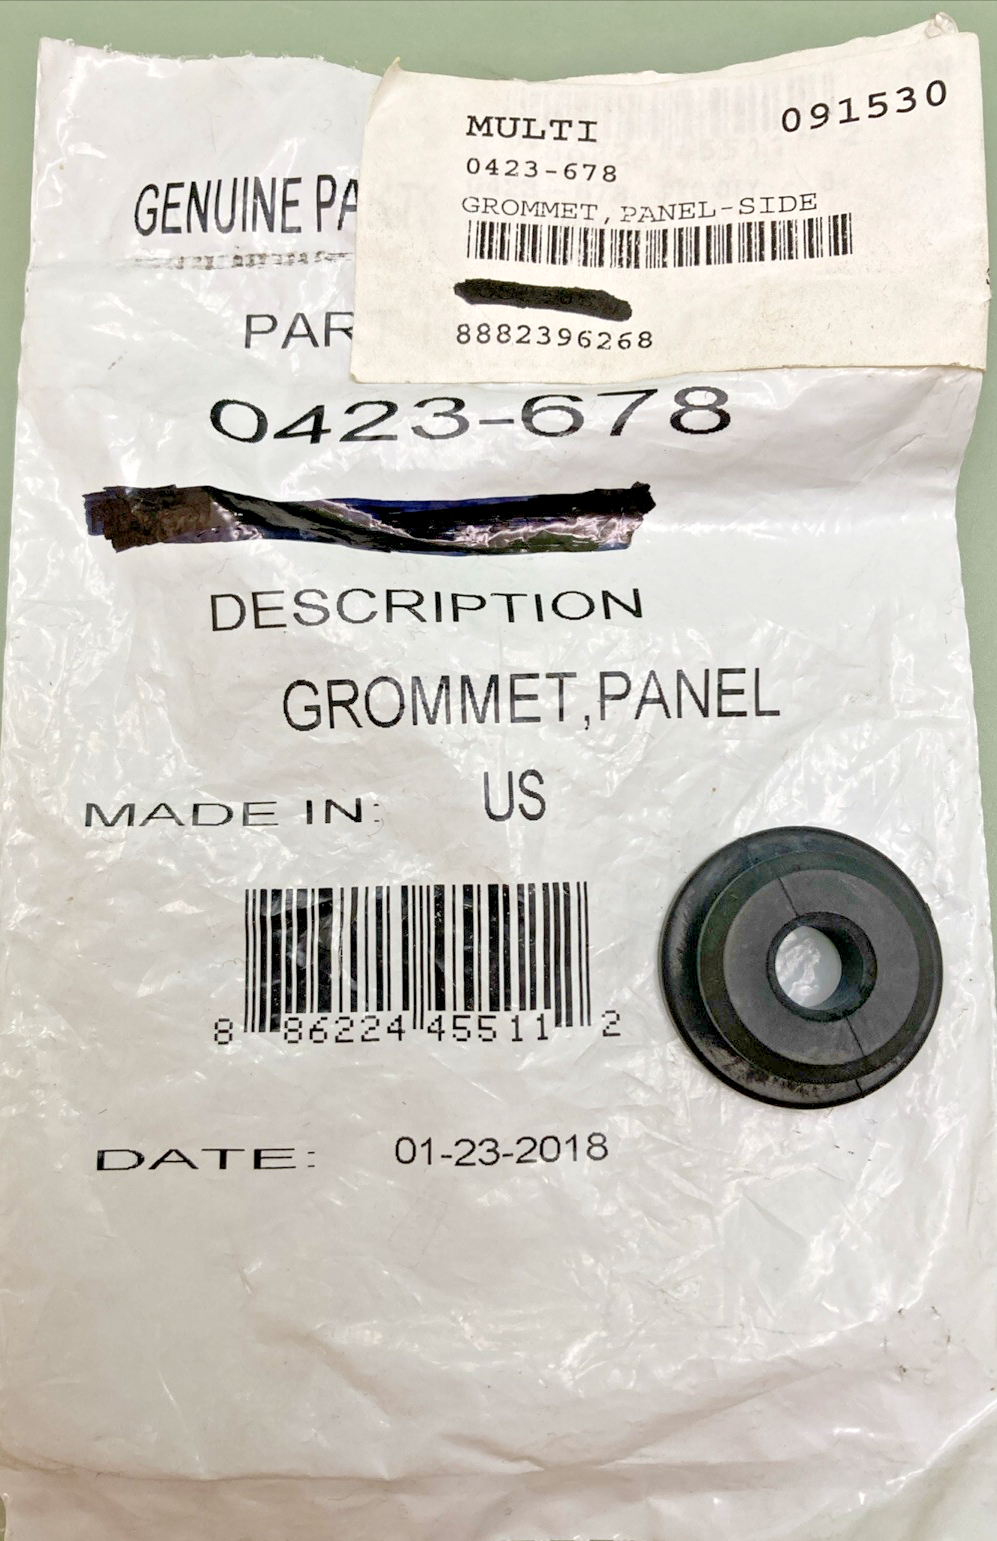 MULTI 091530
0423-678
GROMMET,PANEL-SIDE
8882396268
GENUINE PA
PAR
0423-678
DESCRIPTION
GROMMET,PANEL
MADE IN: US
8 86224 45511 2
DATE: 01-23-2018